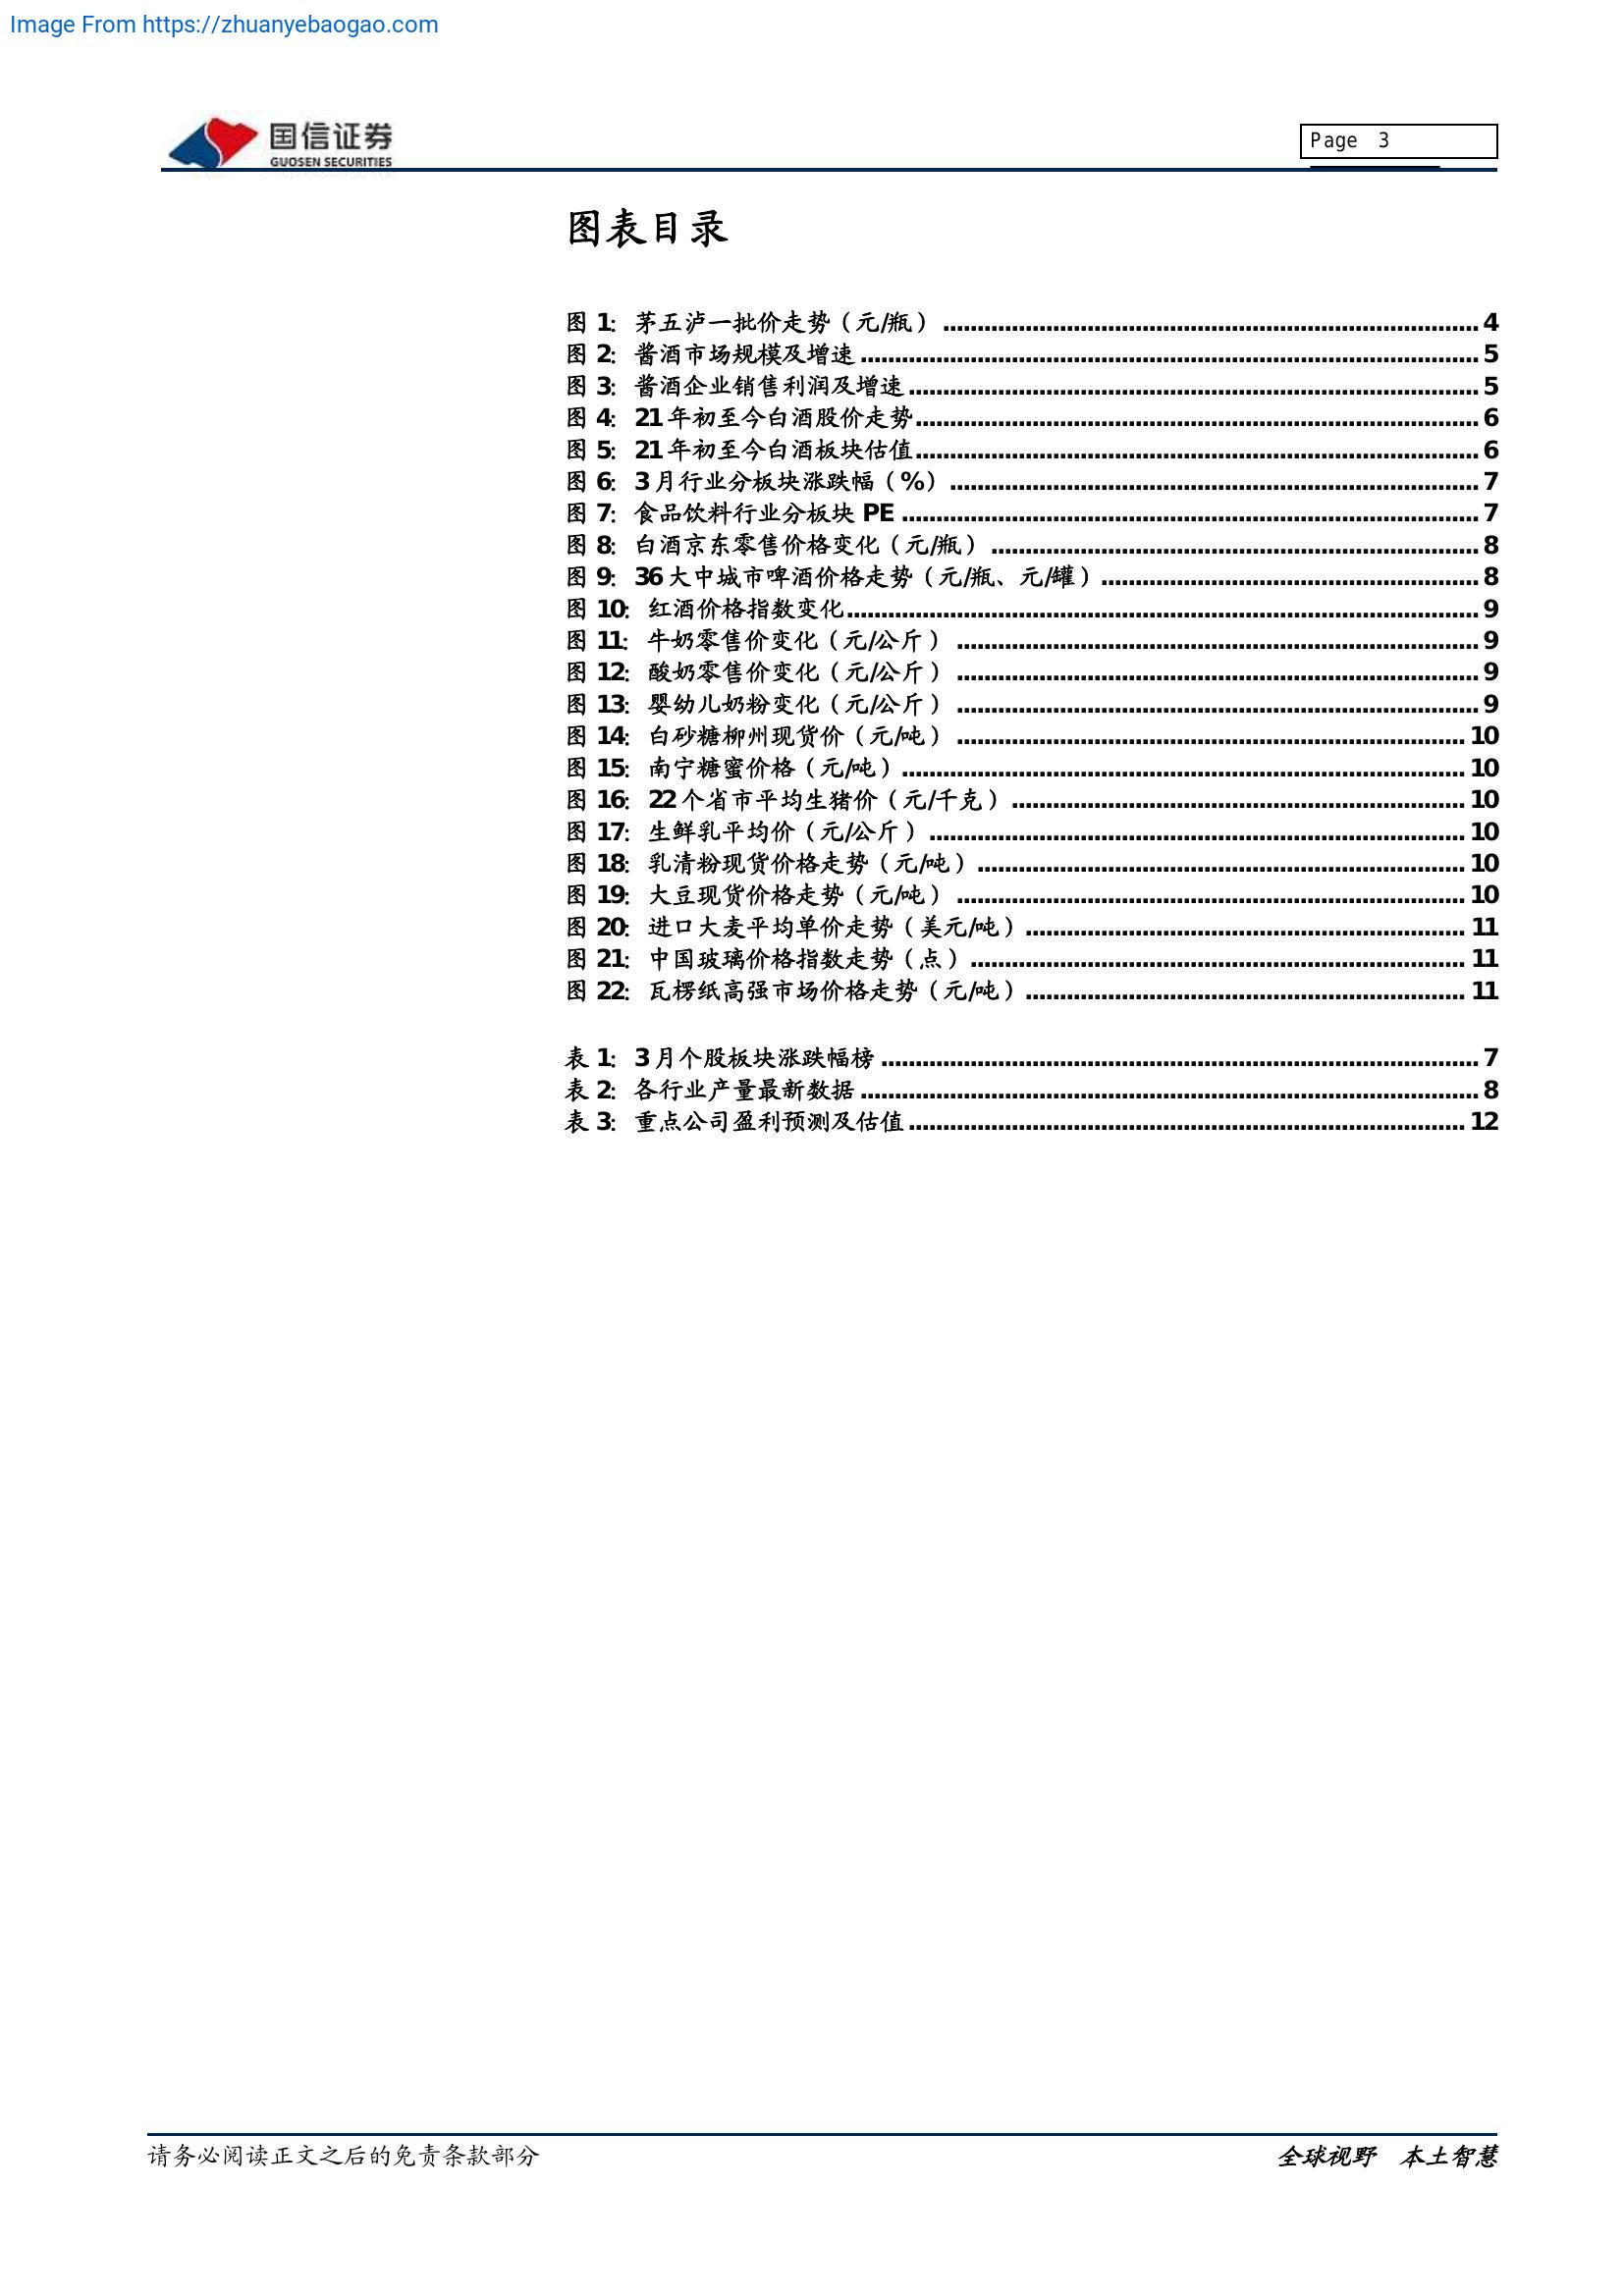 Image From https://zhuanyebaogao.com
国信证券
GUOSEN SECURITIES
Page 3
图表目录
图 1: 茅五泸一批价走势（元/瓶）4
图 2: 酱酒市场规模及增速5
图 3: 酱酒企业销售利润及增速5
图 4: 21年初至今白酒股价走势6
图 5: 21年初至今白酒板块估值6
图 6: 3月行业分板块涨跌幅（%）7
图 7: 食品饮料行业分板块 PE7
图 8: 白酒京东零售价格变化（元/瓶）8
图 9: 36大中城市啤酒价格走势（元/瓶、元/罐）8
图 10: 红酒价格指数变化9
图 11: 牛奶零售价变化（元/公斤）9
图 12: 酸奶零售价变化（元/公斤）9
图 13: 婴幼儿奶粉变化（元/公斤）9
图 14: 白砂糖柳州现货价（元/吨）10
图 15: 南宁糖蜜价格（元/吨）10
图 16: 22个省市平均生猪价（元/千克）10
图 17: 生鲜乳平均价（元/公斤）10
图 18: 乳清粉现货价格走势（元/吨）10
图 19: 大豆现货价格走势（元/吨）10
图 20: 进口大麦平均单价走势（美元/吨）11
图 21: 中国玻璃价格指数走势（点）11
图 22: 瓦楞纸高强市场价格走势（元/吨）11
表 1: 3月个股板块涨跌幅榜7
表 2: 各行业产量最新数据8
表 3: 重点公司盈利预测及估值12
请务必阅读正文之后的免责条款部分
全球视野 本土智慧